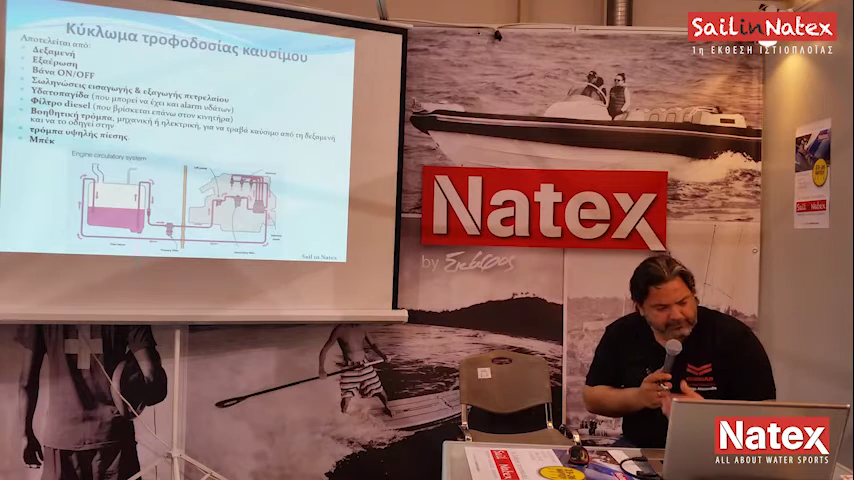 Κύκλωμα τροφοδοσίας καυσίμου
Αποτελείται από:
Δεξαμενή
Εξαέρωση
Βάνα ON/OFF
Σωληνώσεις εισαγωγής & εξαγωγής πετρελαίου
Υδατοπαγίδα (που μπορεί να έχει και alarm υδάτων)
Φίλτρο diesel (που βρίσκεται επάνω στον κινητήρα)
Βοηθητική τρόμπα, μηχανική ή ηλεκτρική, για να τραβά καύσιμο από τη δεξαμενή
και να το οδηγεί στην
τρόμπα υψηλής πίεσης.
Μπέκ
Engine circulatory system
Sail in Natex
SailinNatex
1η ΕΚΘΕΣΗ ΙΣΤΙΟΠΛΟΪΑΣ
Natex
by Σκάφος
Natex
Natex
ALL ABOUT WATER SPORTS